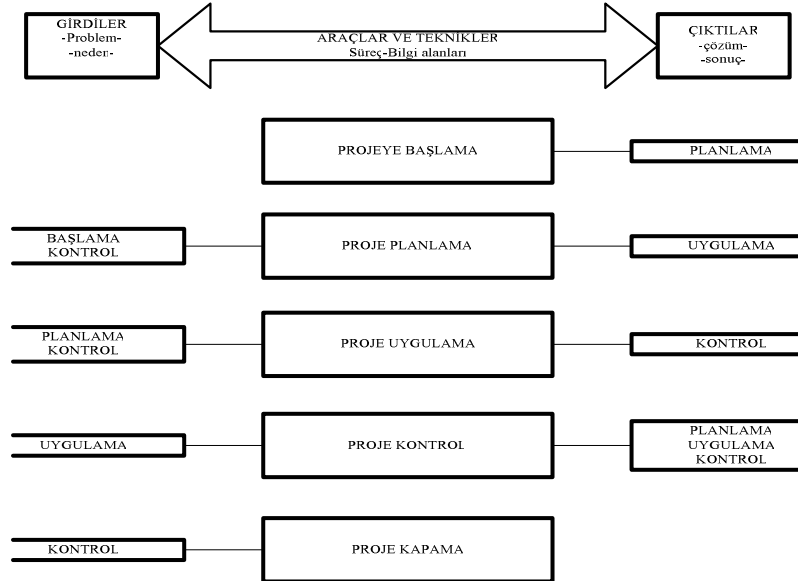 GİRDİLER
-Problem-
-neden-
ARAÇLAR VE TEKNİKLER
Süreç-Bilgi alanları
ÇIKTILAR
-çözüm-
-sonuç-
PROJEYE BAŞLAMA
PLANLAMA
BAŞLAMA
KONTROL
PROJE PLANLAMA
UYGULAMA
PLANLAMA
KONTROL
PROJE UYGULAMA
KONTROL
UYGULAMA
PROJE KONTROL
PLANLAMA
UYGULAMA
KONTROL
KONTROL
PROJE KAPAMA